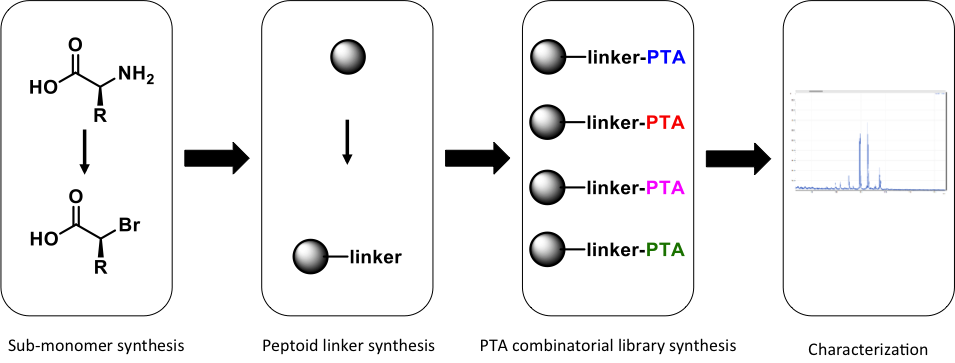 O
HO
NH2
R
O
HO
Br
R
linker
linker-PTA
linker-PTA
linker-PTA
linker-PTA
Sub-monomer synthesis
Peptoid linker synthesis
PTA combinatorial library synthesis
Characterization